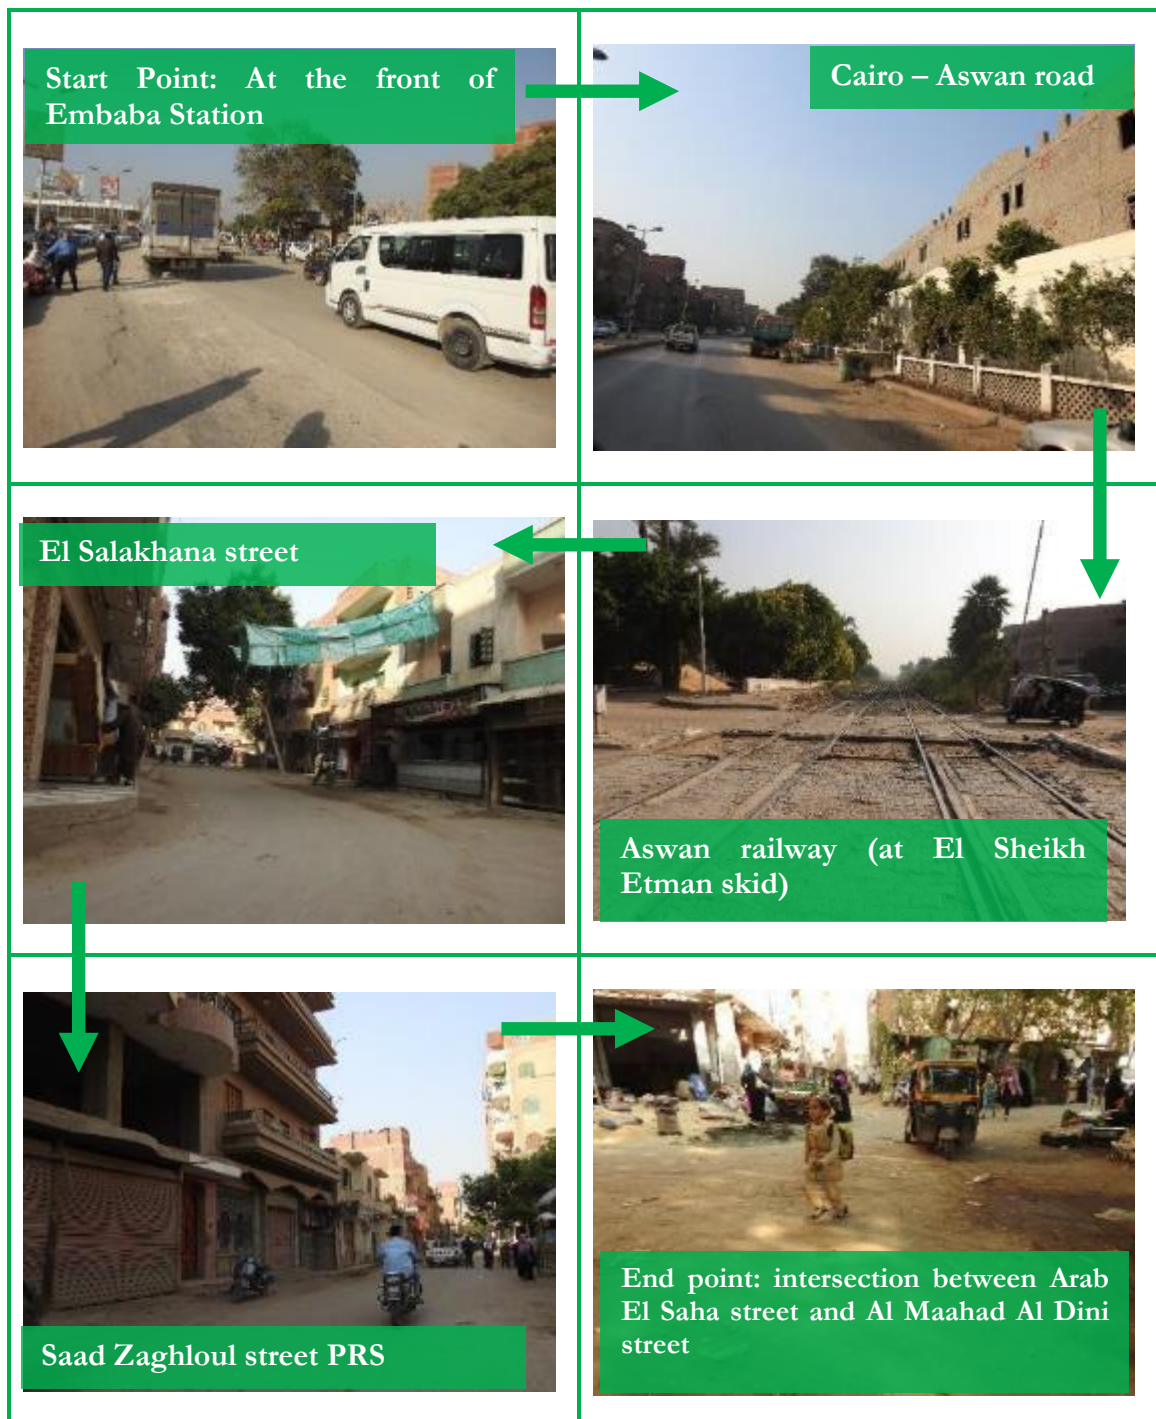 Start Point: At the front of
Embaba Station
Cairo – Aswan road
El Salakhana street
Aswan railway (at El Sheikh
Etman skid)
Saad Zaghloul street PRS
End point: intersection between Arab
El Saha street and Al Maahad Al Dini
street